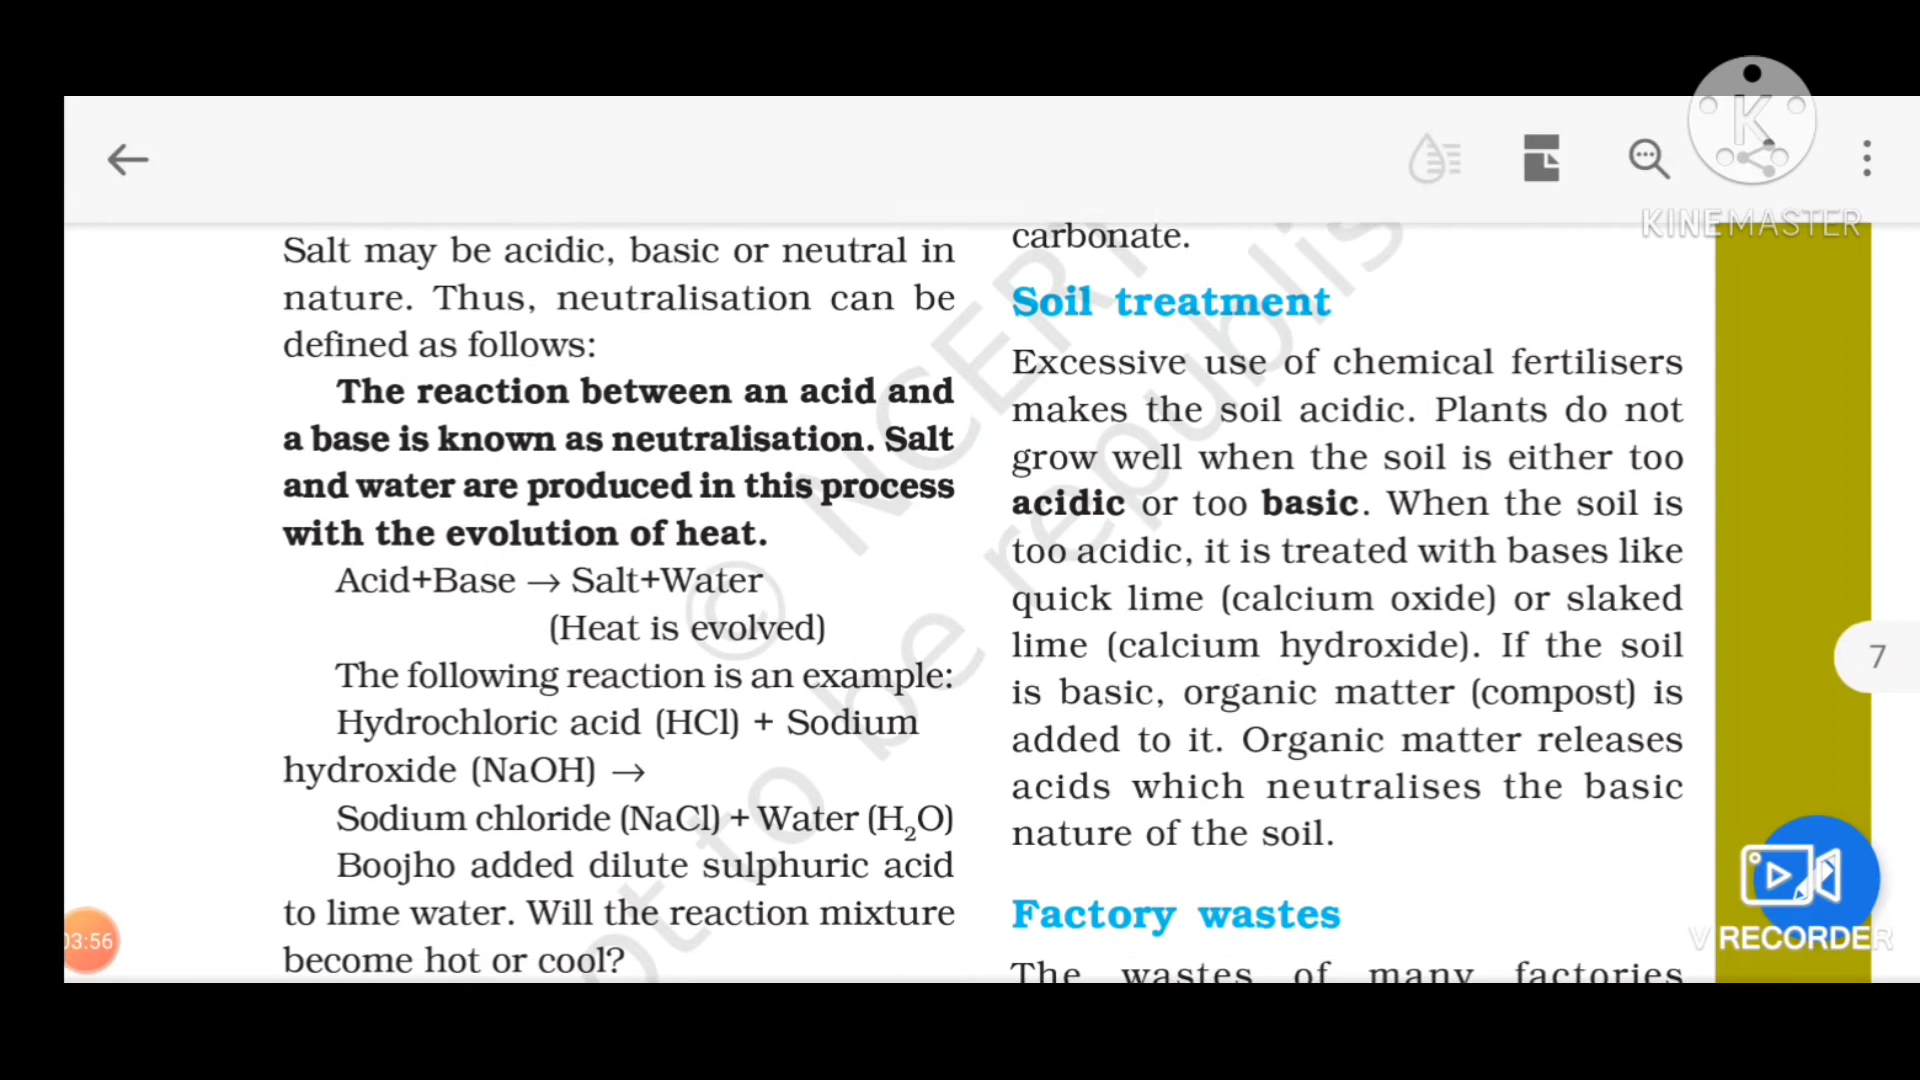 KINEMASTER
Salt may be acidic, basic or neutral in
nature. Thus, neutralisation can be
defined as follows:
The reaction between an acid and
a base is known as neutralisation. Salt
and water are produced in this process
with the evolution of heat.
Acid+Base → Salt+Water
(Heat is evolved)
The following reaction is an example:
Hydrochloric acid (HCl) + Sodium
hydroxide (NaOH) →
Sodium chloride (NaCl) + Water (H₂O)
Boojho added dilute sulphuric acid
to lime water. Will the reaction mixture
become hot or cool?
carbonate.
Soil treatment
Excessive use of chemical fertilisers
makes the soil acidic. Plants do not
grow well when the soil is either too
acidic or too basic. When the soil is
too acidic, it is treated with bases like
quick lime (calcium oxide) or slaked
lime (calcium hydroxide). If the soil
is basic, organic matter (compost) is
added to it. Organic matter releases
acids which neutralises the basic
nature of the soil.
Factory wastes
The wastes of many factories
© NCERT
not to be republis
7
03:56
V RECORDER